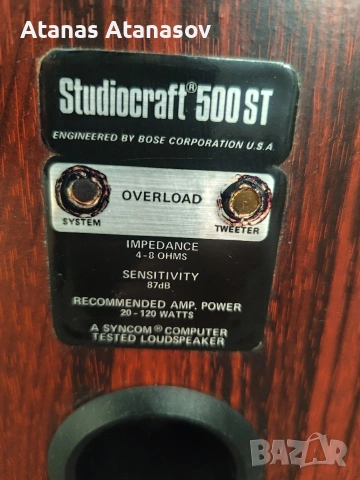 Atanas Atanasov
Studiocraft® 500 ST
ENGINEERED BY BOSE CORPORATION U.S.A.
OVERLOAD
SYSTEM
TWEETER
IMPEDANCE
4-8 OHMS
SENSITIVITY
87dB
RECOMMENDED AMP. POWER
20-120 WATTS
A SYNCOM® COMPUTER
TESTED LOUDSPEAKER
BAZAR
bg